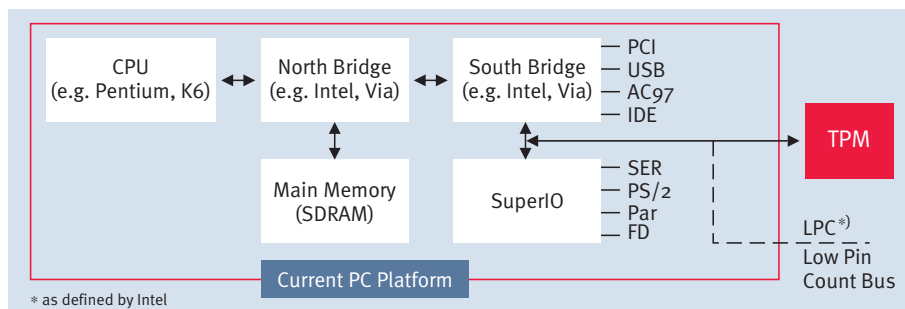 CPU
(e.g. Pentium, K6)
North Bridge
(e.g. Intel, Via)
South Bridge
(e.g. Intel, Via)
PCI
USB
AC97
IDE
TPM
Main Memory
(SDRAM)
SuperIO
SER
PS/2
Par
FD
LPC *)
Low Pin
Count Bus
Current PC Platform
* as defined by Intel